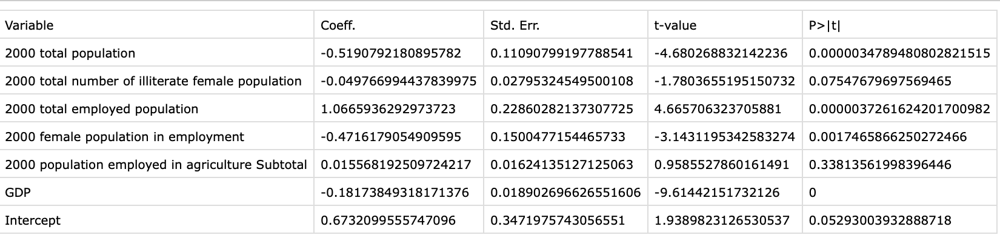 Variable Coeff. Std. Err. t-value P>|t|
2000 total population -0.5190792180895782 0.11090799197788541 -4.680268832142236 0.0000034789480802821515
2000 total number of illiterate female population -0.049766994437839975 0.02795324549500108 -1.7803655195150732 0.07547679697569465
2000 total employed population 1.0665936292973723 0.22860282137307725 4.665706323705881 0.0000037261624201700982
2000 female population in employment -0.4716179054909595 0.1500477154465733 -3.1431195342583274 0.0017465866250272466
2000 population employed in agriculture Subtotal 0.015568192509724217 0.01624135127125063 0.9585527860161491 0.33813561998396446
GDP -0.18173849318171376 0.018902696626551606 -9.61442151732126 0
Intercept 0.6732099555747096 0.3471975743056551 1.9389823126530537 0.05293003932888718